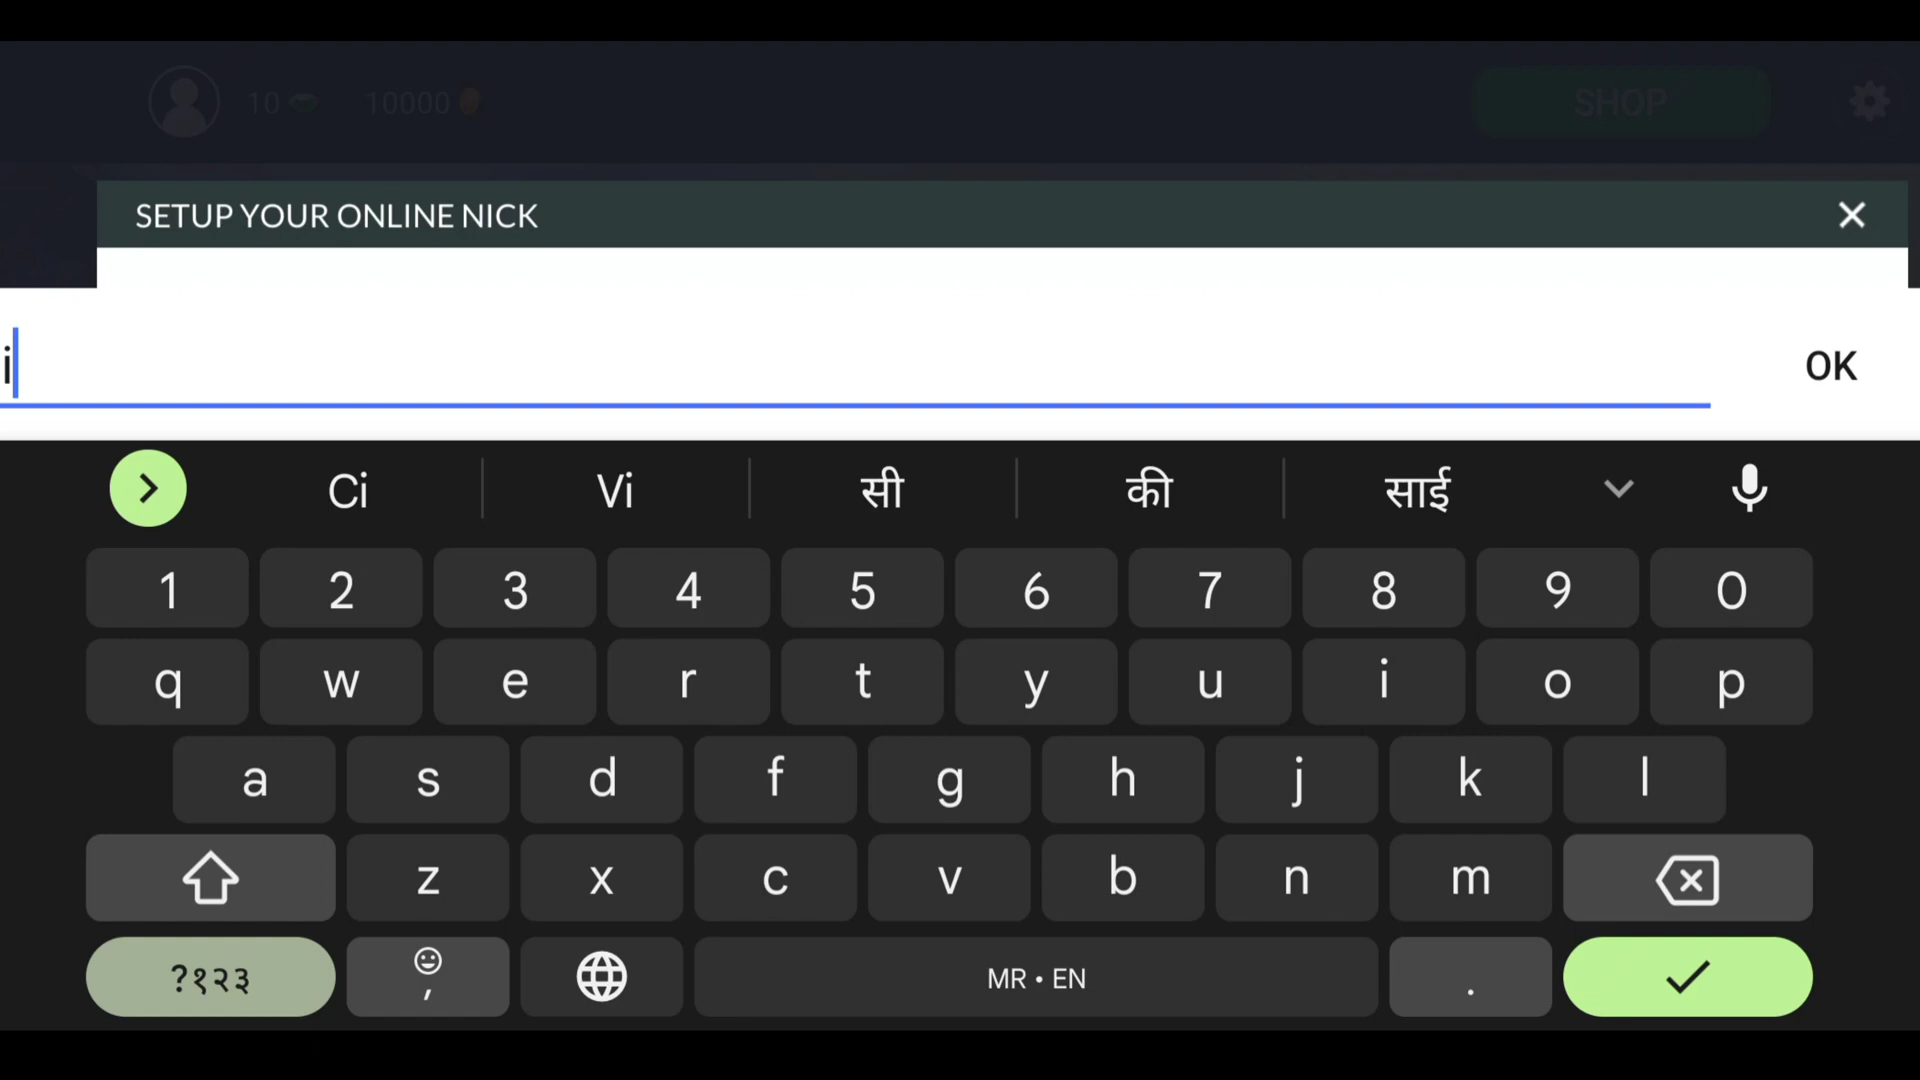 10 10000 SHOP
SETUP YOUR ONLINE NICK
i OK
Ci Vi सी की साई
1 2 3 4 5 6 7 8 9 0
q w e r t y u i o p
a s d f g h j k l
z x c v b n m
?१२३ , MR • EN .